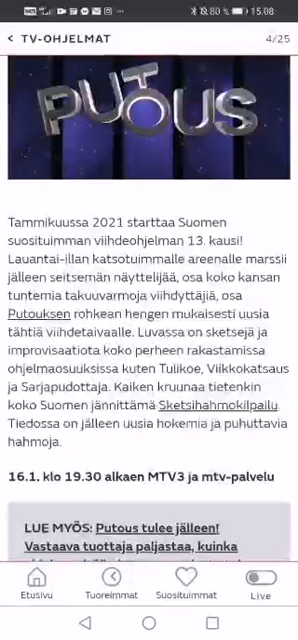 80 % 15.08
< TV-OHJELMAT 4/25
PUTOUS
Tammikuussa 2021 starttaa Suomen
suosituimman viihdeohjelman 13. kausi!
Lauantai-illan katsotuimmalle areenalle marssii
jälleen seitsemän näyttelijää, osa koko kansan
tuntemia takuuvarmoja viihdyttäjiä, osa
Putouksen rohkean hengen mukaisesti uusia
tähtiä viihdetaivaalle. Luvassa on sketsejä ja
improvisaatiota koko perheen rakastamissa
ohjelmaosuuksissa kuten Tulikoe, Viikkokatsaus
ja Sarjapudottaja. Kaiken kruunaa tietenkin
koko Suomen jännittämä Sketsihahmokilpailu.
Tiedossa on jälleen uusia hokemia ja puhuttavia
hahmoja.
16.1. klo 19.30 alkaen MTV3 ja mtv-palvelu
LUE MYÖS: Putous tulee jälleen!
Vastaava tuottaja paljastaa, kuinka
Etusivu Tuoreimmat Suosituimmat Live